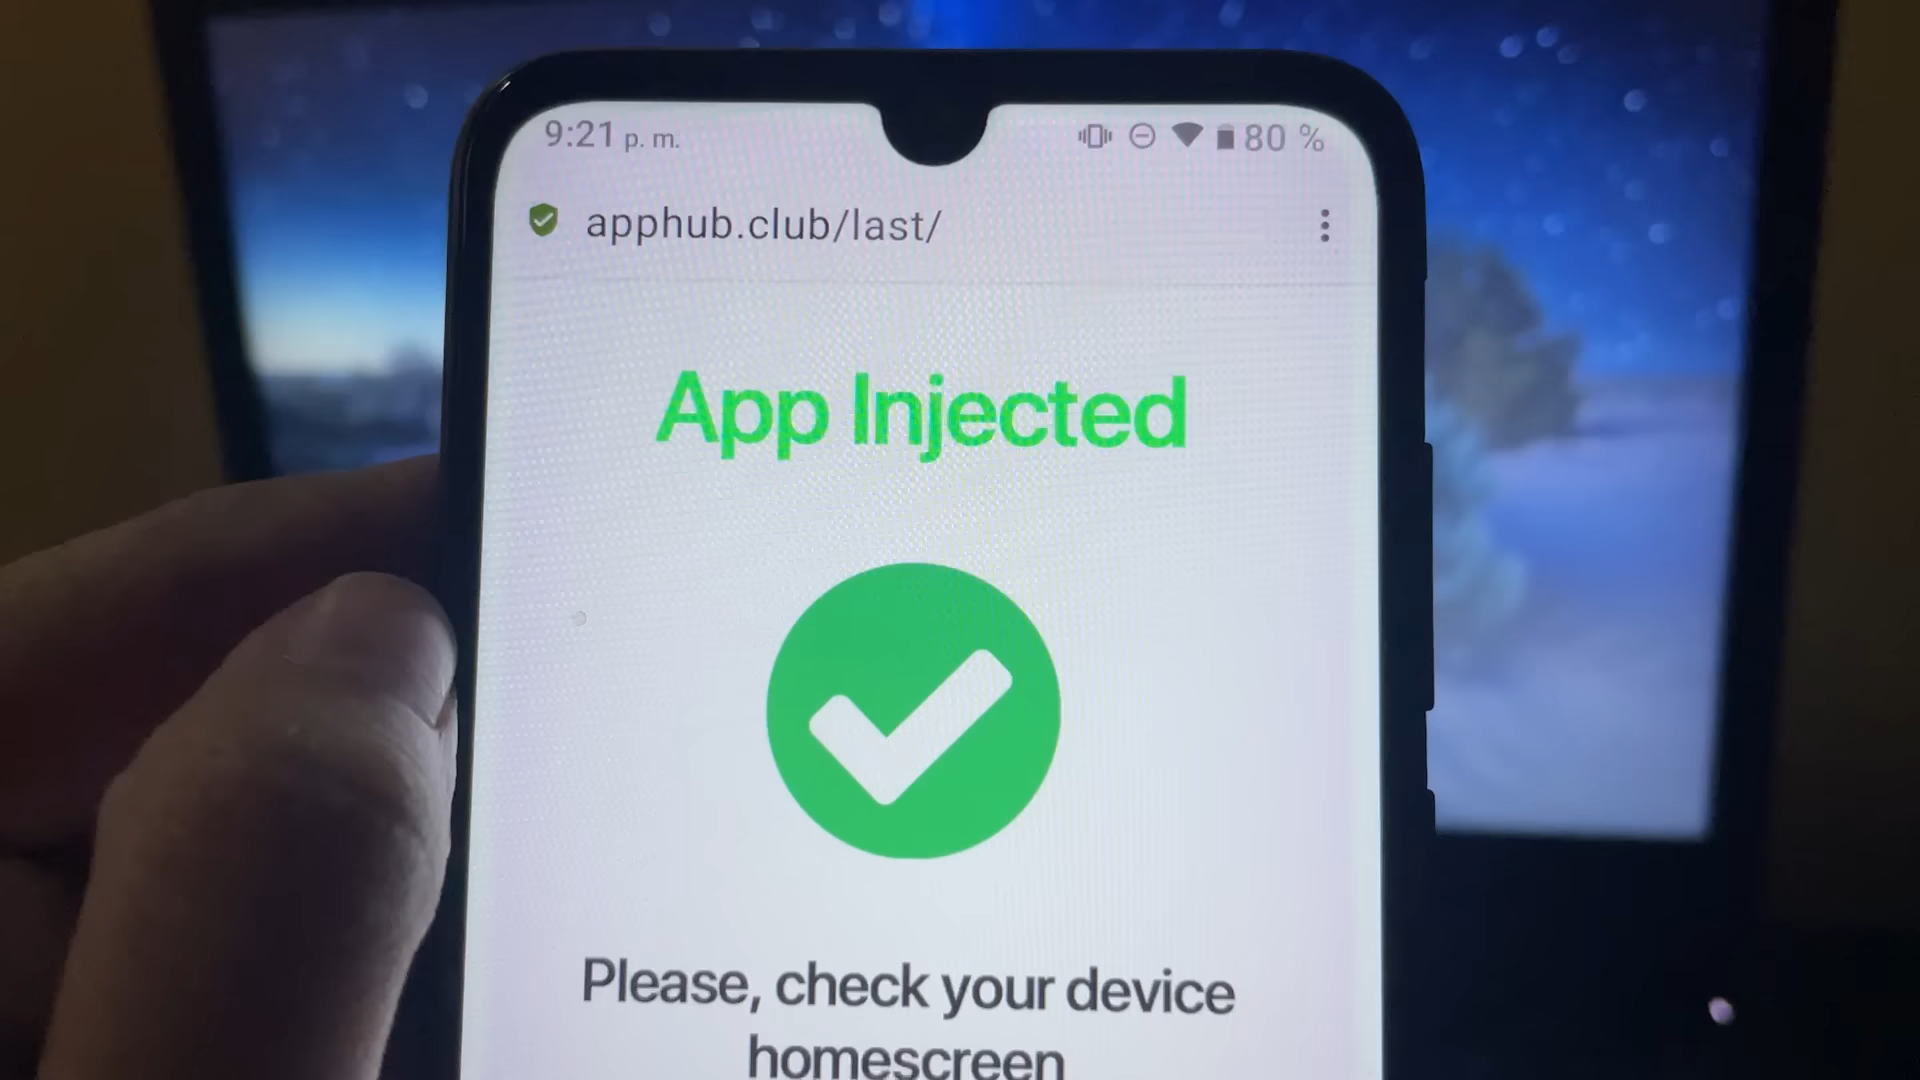 9:21 p. m.
80 %
apphub.club/last/
App Injected
Please, check your device
homescreen